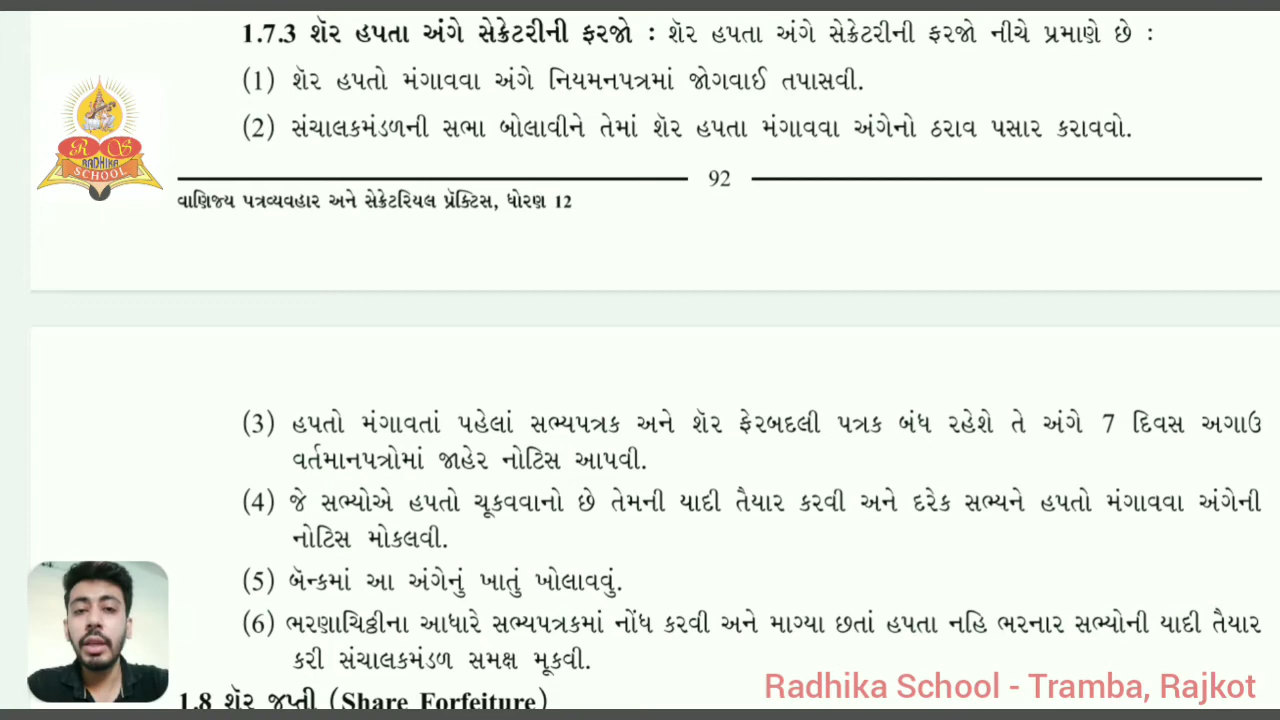 1.7.3 શૅર હપતા અંગે સેક્રેટરીની ફરજો : શૅર હપતા અંગે સેક્રેટરીની ફરજો નીચે પ્રમાણે છે :
(1) શૅર હપતો મંગાવવા અંગે નિયમનપત્રમાં જોગવાઈ તપાસવી.
(2) સંચાલકમંડળની સભા બોલાવીને તેમાં શૅર હપતા મંગાવવા અંગેનો ઠરાવ પસાર કરાવવો.
R S
RADHIKA
SCHOOL
92
વાણિજ્ય પત્રવ્યવહાર અને સેક્રેટરિયલ પ્રૅક્ટિસ, ધોરણ 12
(3) હપતો મંગાવતાં પહેલાં સભ્યપત્રક અને શૅર ફેરબદલી પત્રક બંધ રહેશે તે અંગે 7 દિવસ અગાઉ
વર્તમાનપત્રોમાં જાહેર નોટિસ આપવી.
(4) જે સભ્યોએ હપતો ચૂકવવાનો છે તેમની યાદી તૈયાર કરવી અને દરેક સભ્યને હપતો મંગાવવા અંગેની
નોટિસ મોકલવી.
(5) બૅન્કમાં આ અંગેનું ખાતું ખોલાવવું.
(6) ભરણાચિઠ્ઠીના આધારે સભ્યપત્રકમાં નોંધ કરવી અને માગ્યા છતાં હપતા નહિ ભરનાર સભ્યોની યાદી તૈયાર
કરી સંચાલકમંડળ સમક્ષ મૂકવી.
1.8 શૅર જપ્તી (Share Forfeiture)
Radhika School - Tramba, Rajkot